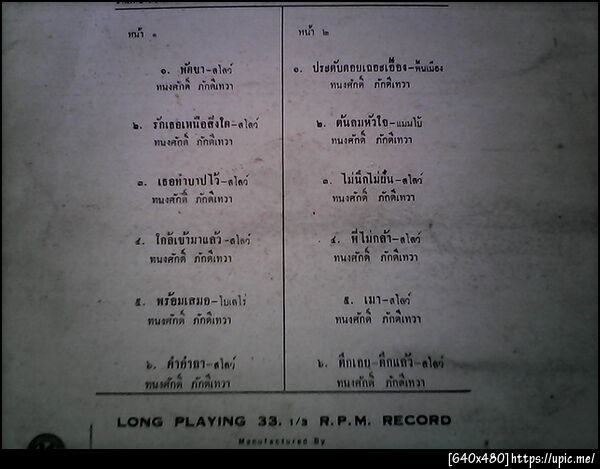 หน้า ๑
๑. พัดชา-สโลว์
ทนงศักดิ์ ภักดีเทวา
๒. รักเธอเหนือสิ่งใด-สโลว์
ทนงศักดิ์ ภักดีเทวา
๓. เธอทำบาปไว้-สโลว์
ทนงศักดิ์ ภักดีเทวา
๔. ใกล้เข้ามาแล้ว-สโลว์
ทนงศักดิ์ ภักดีเทวา
๕. พร้อมเสมอ-โบเลโร่
ทนงศักดิ์ ภักดีเทวา
๖. คำอำลา-สโลว์
ทนงศักดิ์ ภักดีเทวา
หน้า ๒
๑. ประดับดอยเถอะเอื้อง-พื้นเมือง
ทนงศักดิ์ ภักดีเทวา
๒. ต้นลมหัวใจ-แมมโบ้
ทนงศักดิ์ ภักดีเทวา
๓. ไม่นึกไม่ฝัน-สโลว์
ทนงศักดิ์ ภักดีเทวา
๔. พี่ไม่กล้า-สโลว์
ทนงศักดิ์ ภักดีเทวา
๕. เมา-สโลว์
ทนงศักดิ์ ภักดีเทวา
๖. ดึกแล้ว-สโลว์
ทนงศักดิ์ ภักดีเทวา
LONG PLAYING 33. 1/3 R.P.M. RECORD
Manufactured By
[640x480]https://upic.me/